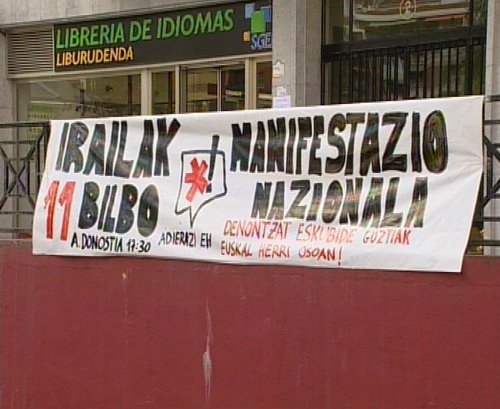 LIBRERIA DE IDIOMAS
LIBURUDENDA
SGEL
IRAILAK
11 BILBO
A.DONOSTIA 17:30
ADIERAZI EH
*!
MANIFESTAZIO
NAZIONALA
DENONTZAT ESKUBIDE GUZTIAK
EUSKAL HERRI OSOAN!